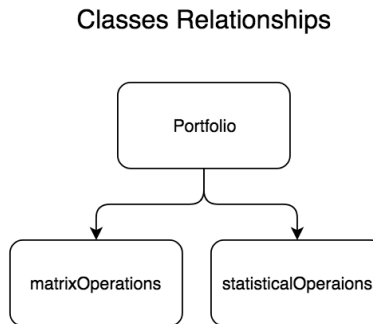 Classes Relationships
Portfolio
matrixOperations
statisticalOperaions